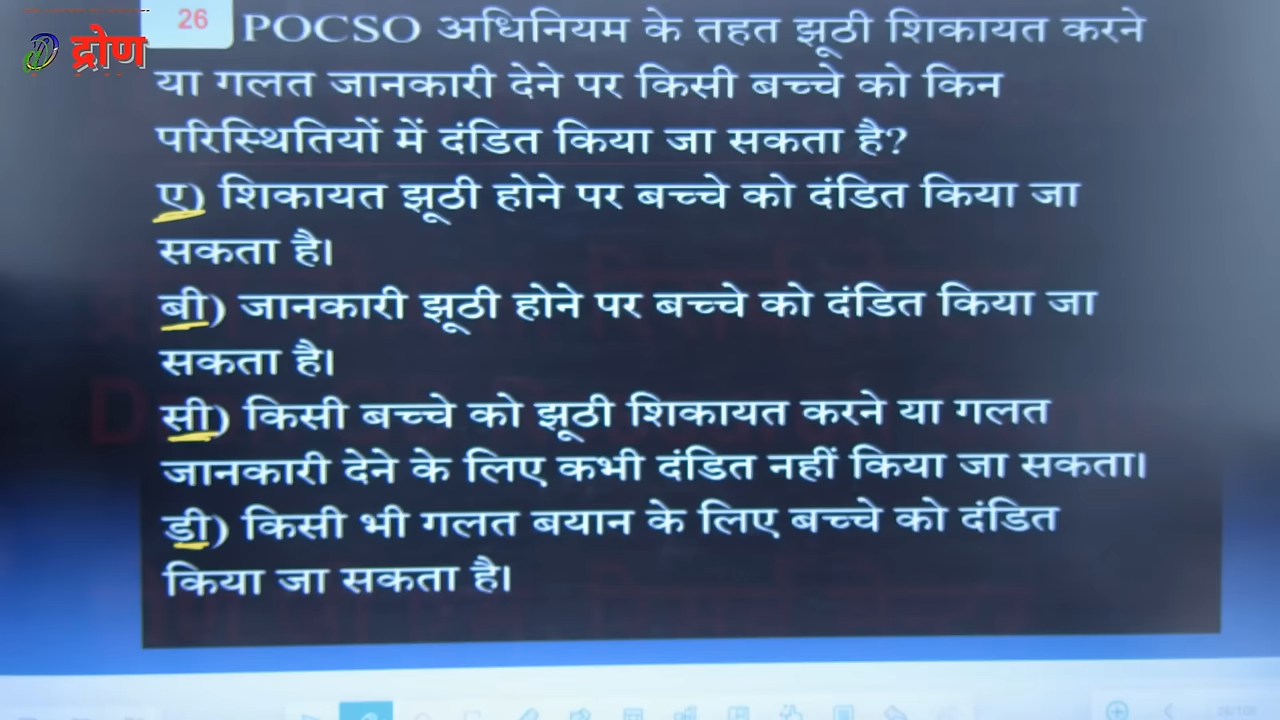 26
द्रोण
POCSO अधिनियम के तहत झूठी शिकायत करने
या गलत जानकारी देने पर किसी बच्चे को किन
परिस्थितियों में दंडित किया जा सकता है?
ए) शिकायत झूठी होने पर बच्चे को दंडित किया जा
सकता है।
बी) जानकारी झूठी होने पर बच्चे को दंडित किया जा
सकता है।
सी) किसी बच्चे को झूठी शिकायत करने या गलत
जानकारी देने के लिए कभी दंडित नहीं किया जा सकता।
डी) किसी भी गलत बयान के लिए बच्चे को दंडित
किया जा सकता है।